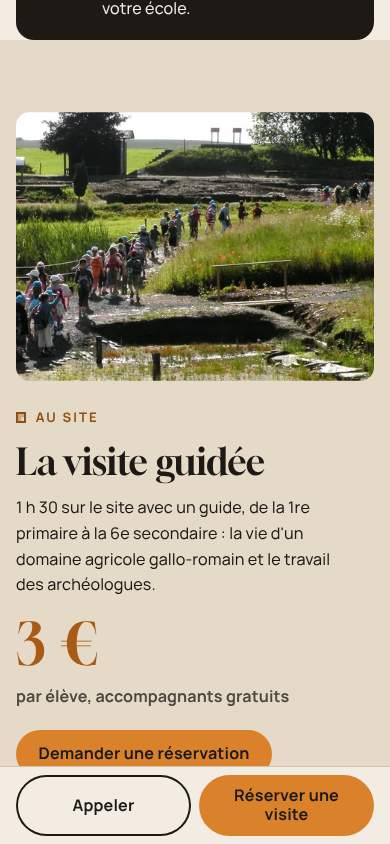 votre école.
AU SITE
La visite guidée
1 h 30 sur le site avec un guide, de la 1re
primaire à la 6e secondaire : la vie d'un
domaine agricole gallo-romain et le travail
des archéologues.
3 €
par élève, accompagnants gratuits
Demander une réservation
Appeler
Réserver une
visite